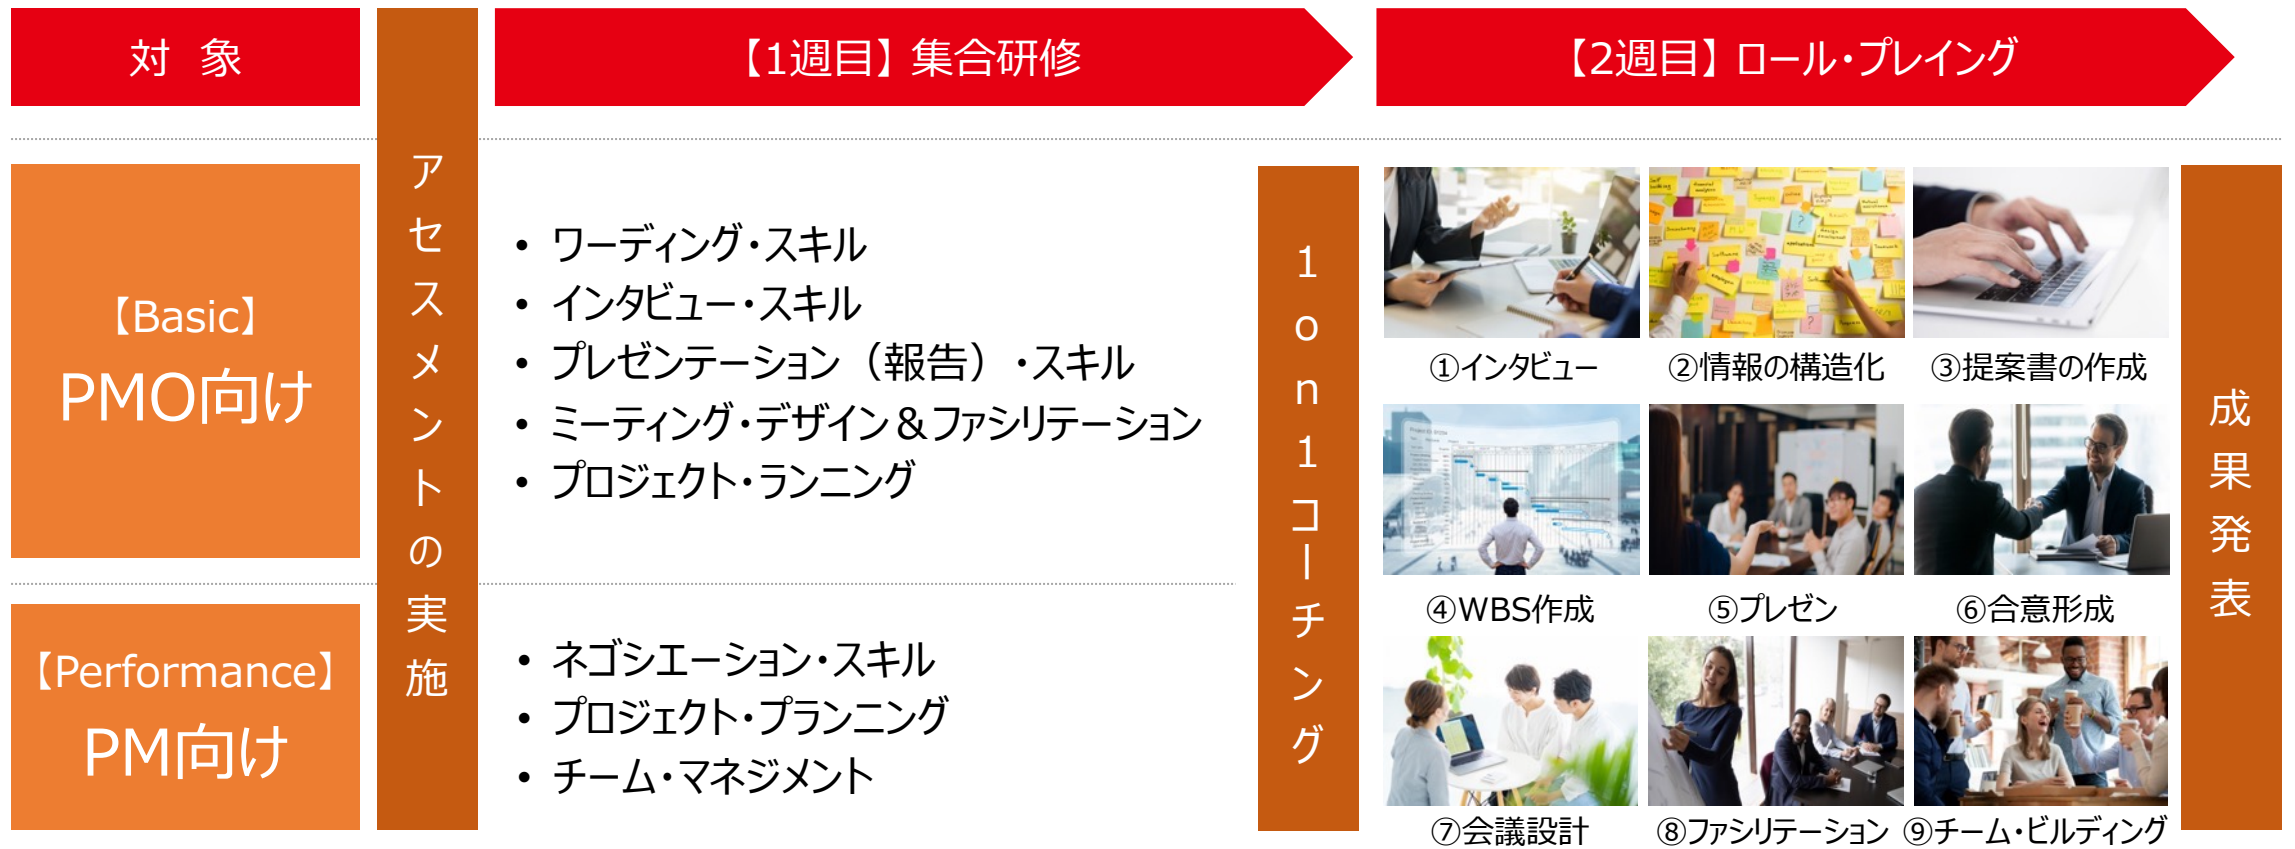 対 象
アセスメントの実施
【1週目】集合研修
【2週目】ロール・プレイング
【Basic】
PMO向け
• ワーディング・スキル
• インタビュー・スキル
• プレゼンテーション（報告）・スキル
• ミーティング・デザイン＆ファシリテーション
• プロジェクト・ランニング
【Performance】
PM向け
• ネゴシエーション・スキル
• プロジェクト・プランニング
• チーム・マネジメント
1on1コーチング
①インタビュー
②情報の構造化
③提案書の作成
④WBS作成
⑤プレゼン
⑥合意形成
⑦会議設計
⑧ファシリテーション
⑨チーム・ビルディング
成果発表